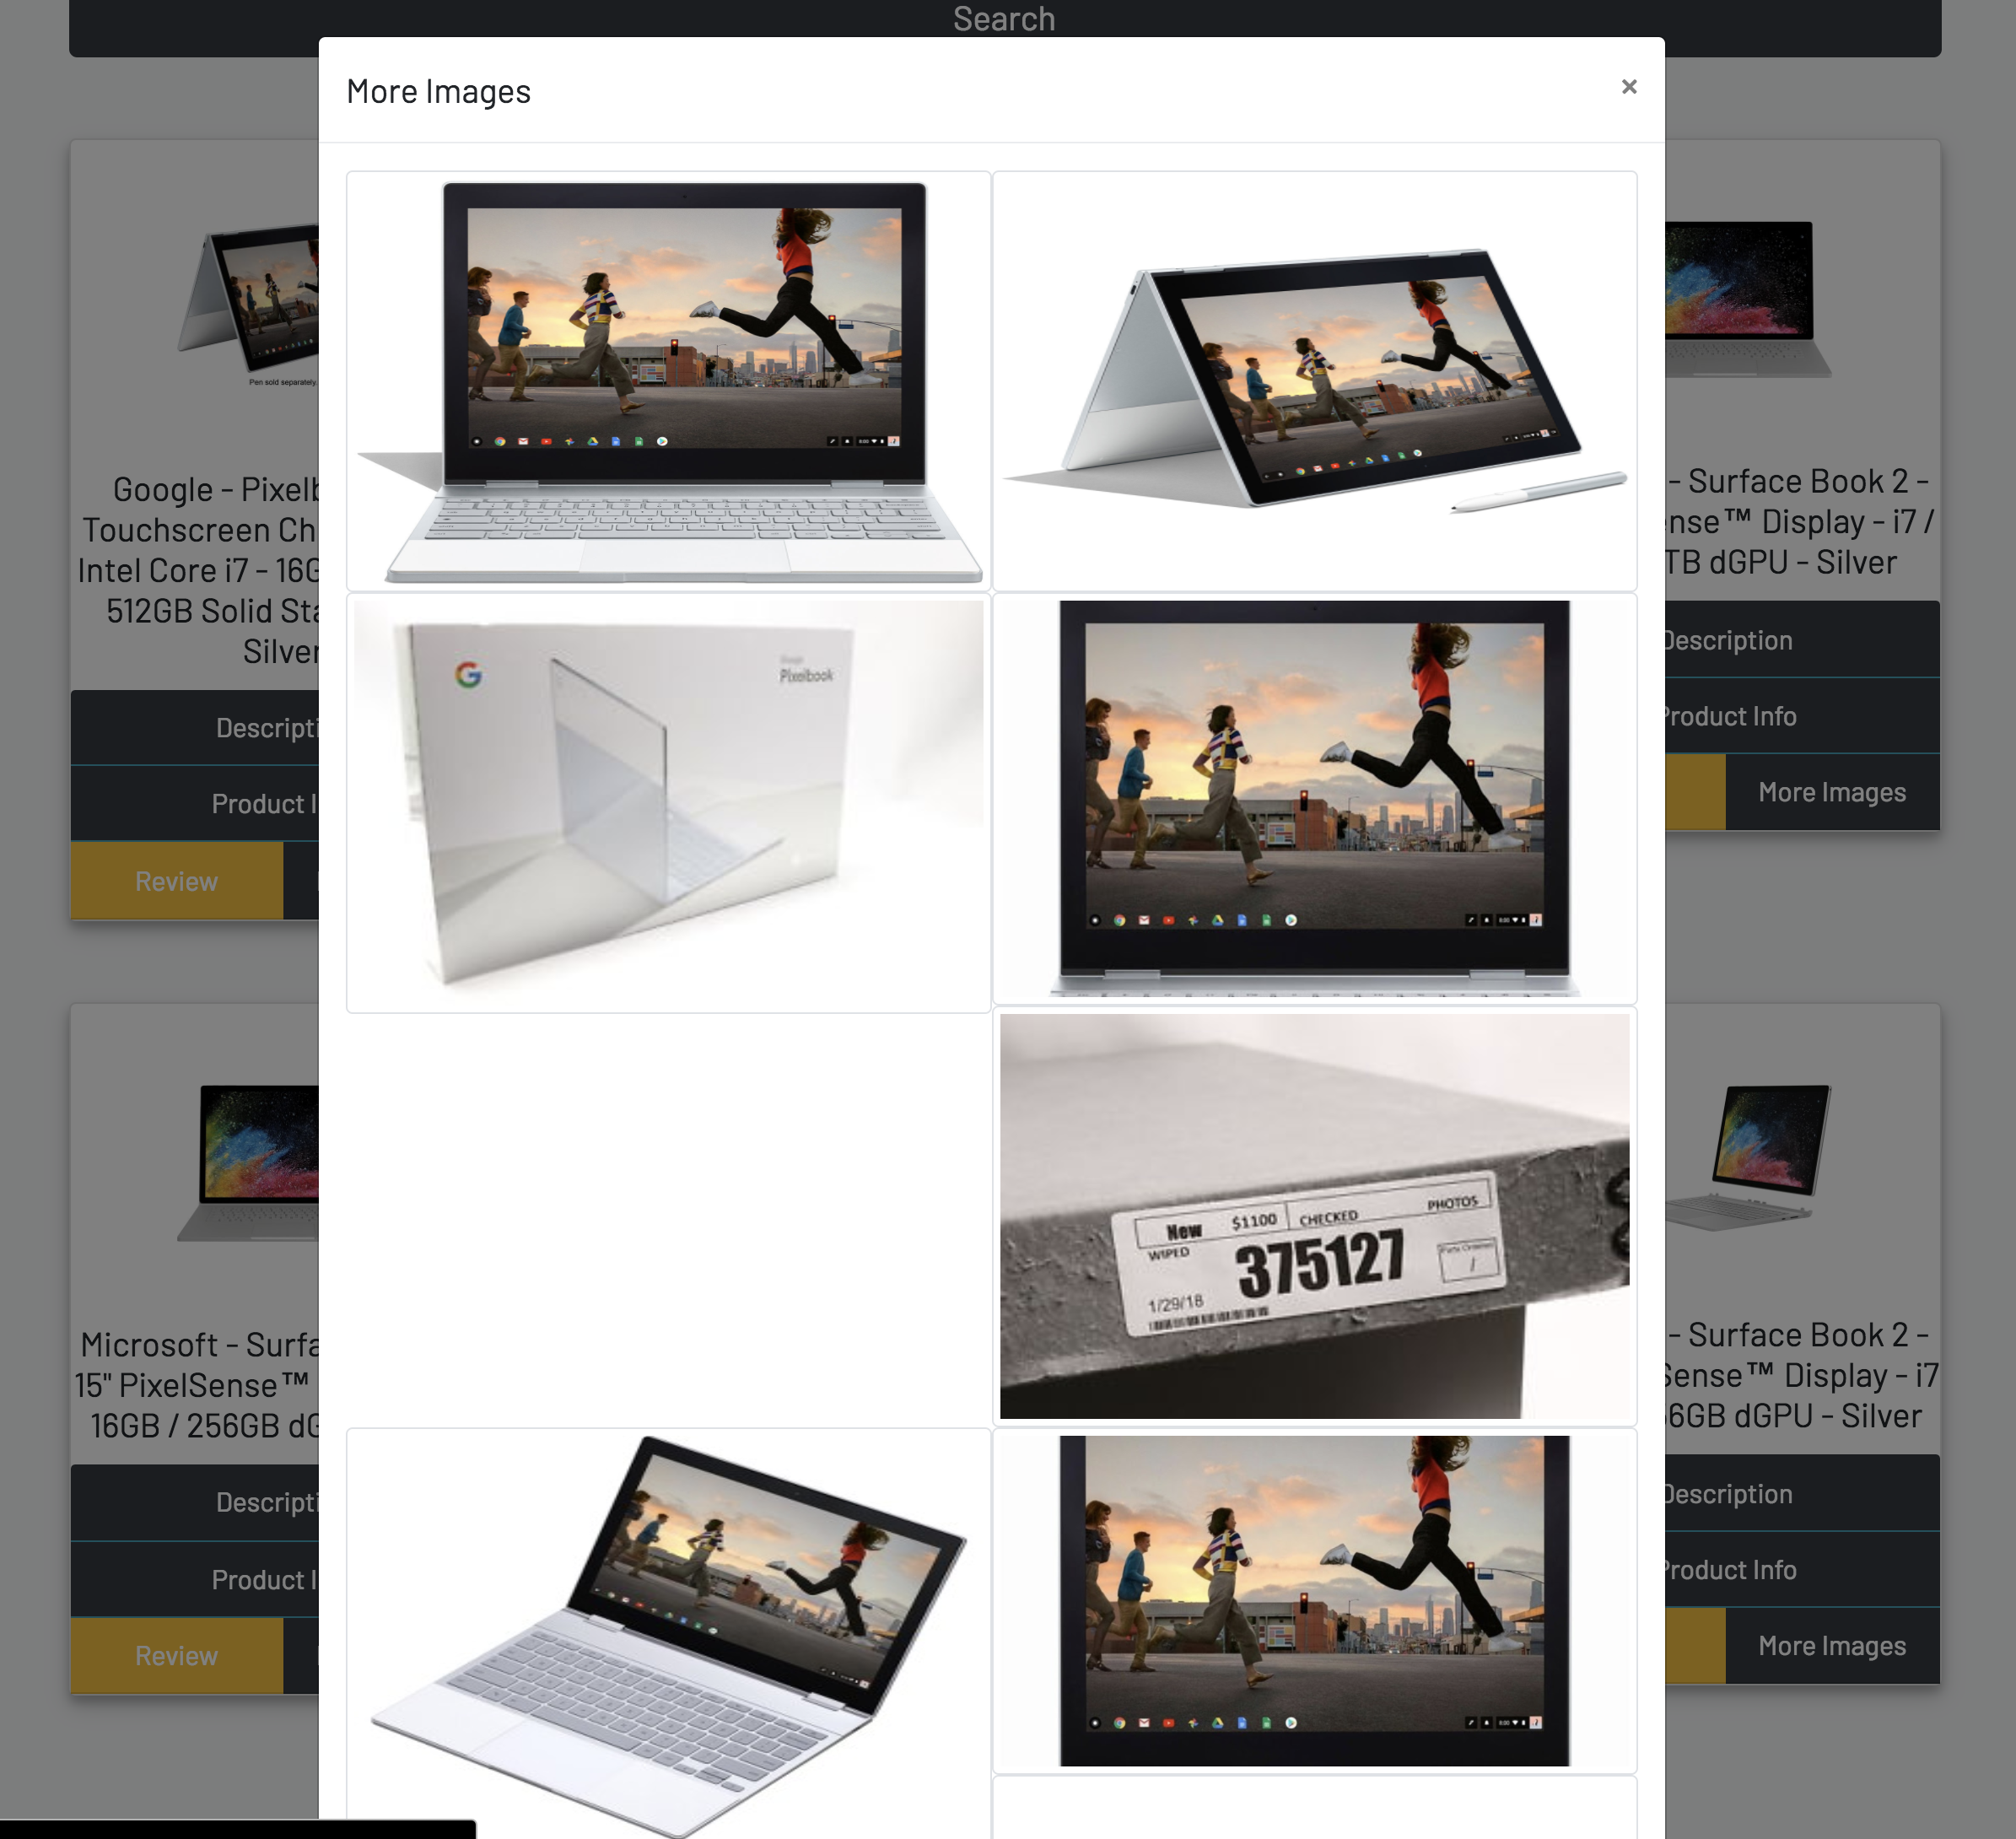 Search
More Images
×
Pen sold separately.
Google - Pixelb
Touchscreen Ch
Intel Core i7 - 16G
512GB Solid Sta
Silver
Descripti
Product I
Review
- Surface Book 2 -
nse™ Display - i7 /
TB dGPU - Silver
Description
Product Info
More Images
G
Google
Pixelbook
New $1100 CHECKED PHOTOS
WIPED
375127
Parts Ordered
1/29/18
Microsoft - Surfa
15" PixelSense™
16GB / 256GB dG
Descripti
Product I
Review
- Surface Book 2 -
Sense™ Display - i7
6GB dGPU - Silver
Description
Product Info
More Images